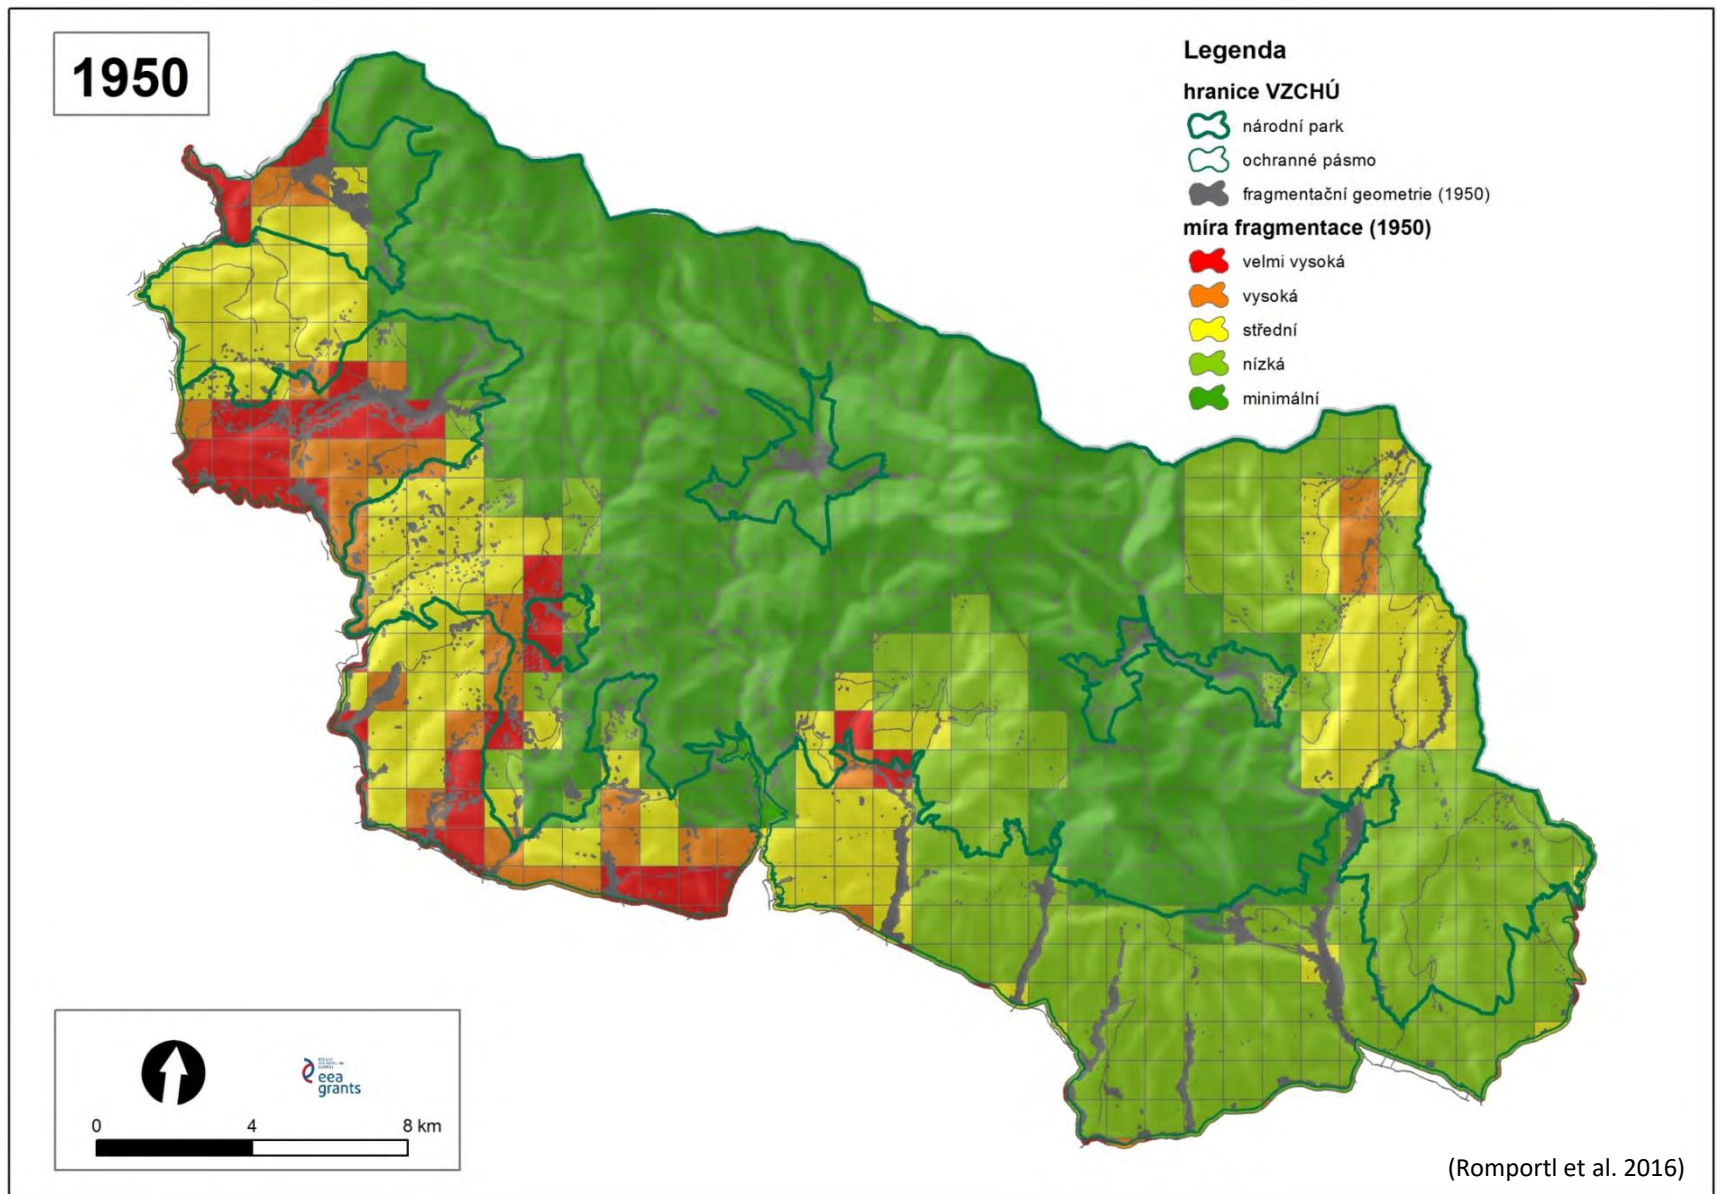 1950
Legenda
hranice VZCHÚ
národní park
ochranné pásmo
fragmentační geometrie (1950)
míra fragmentace (1950)
velmi vysoká
vysoká
střední
nízká
minimální
eea
grants
0 4 8 km
(Romportl et al. 2016)